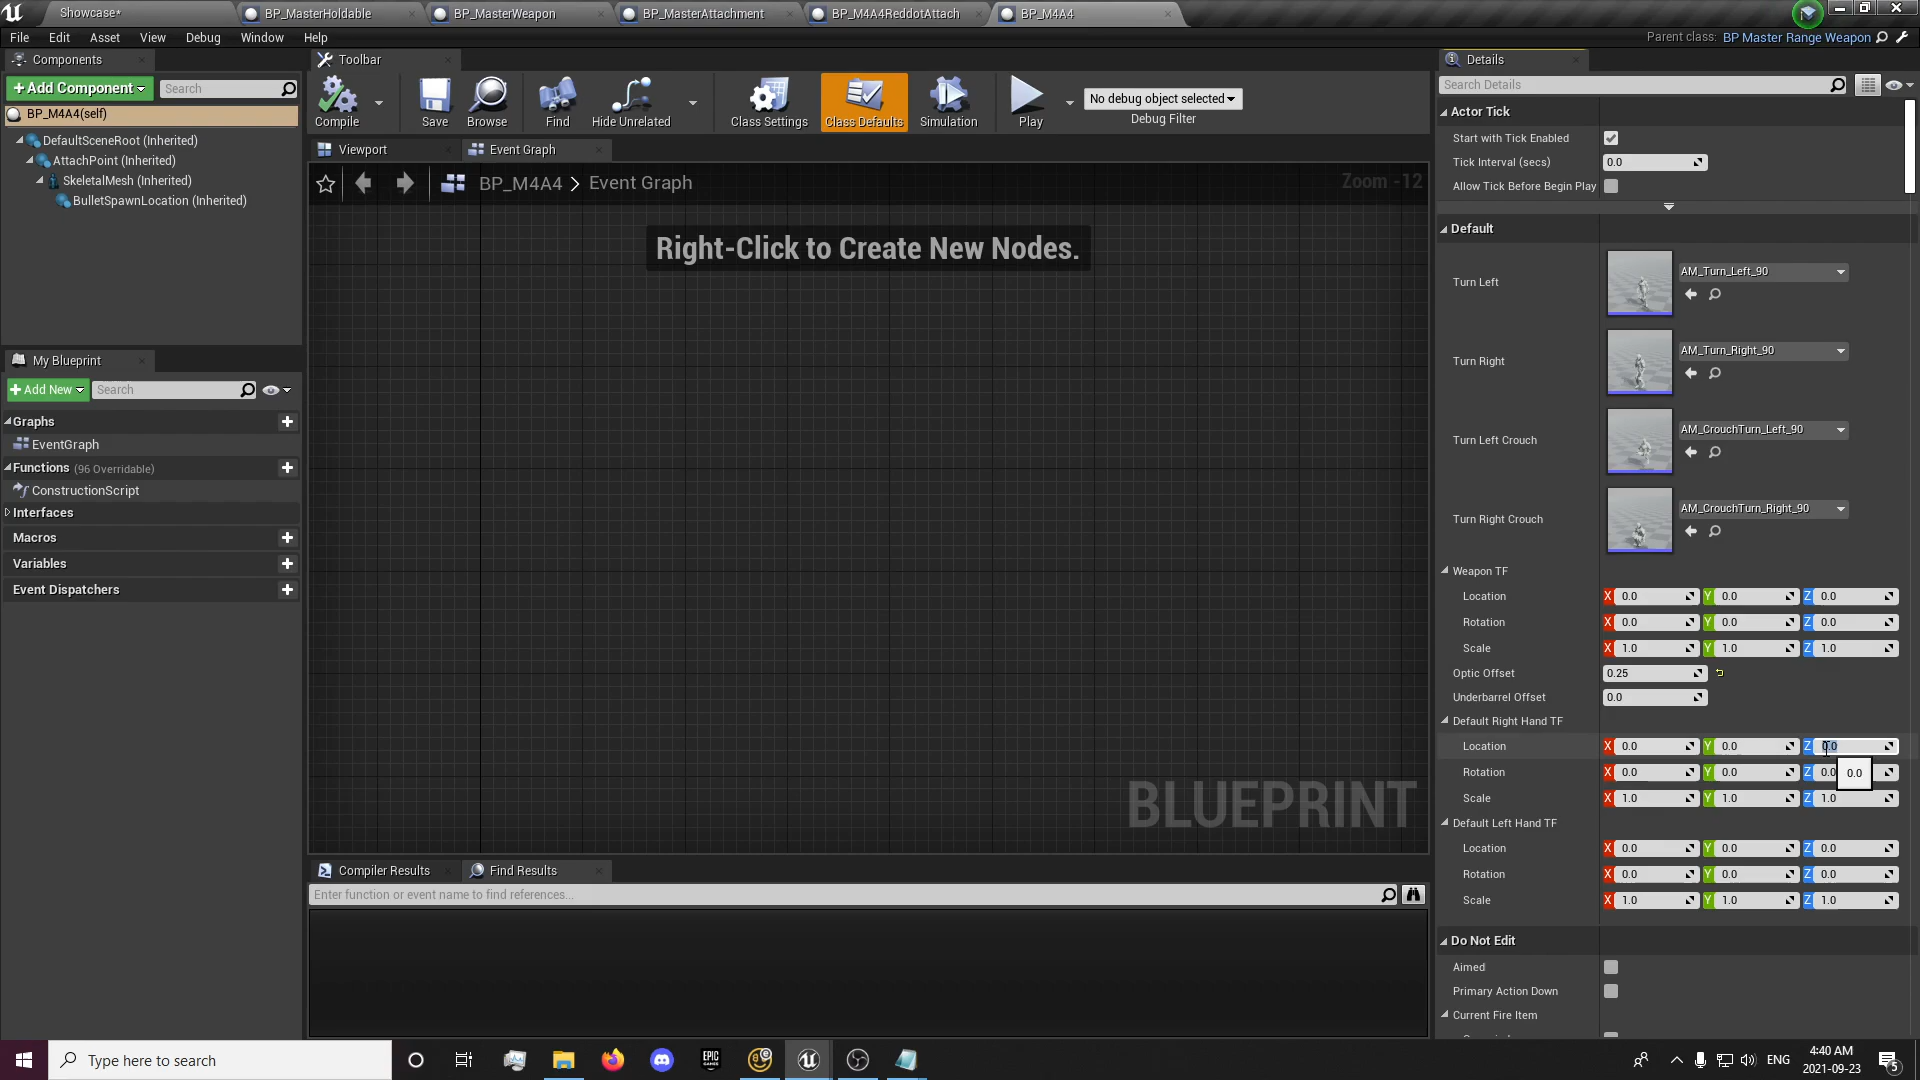 Showcase*
BP_MasterHoldable
BP_MasterWeapon
BP_MasterAttachment
BP_M4A4ReddotAttach
BP_M4A4
File Edit Asset View Debug Window Help
Parent class: BP Master Range Weapon
Components
+Add Component
Search
BP_M4A4(self)
DefaultSceneRoot (Inherited)
AttachPoint (Inherited)
SkeletalMesh (Inherited)
BulletSpawnLocation (Inherited)
My Blueprint
+Add New
Search
Graphs
EventGraph
Functions (96 Overridable)
ConstructionScript
Interfaces
Macros
Variables
Event Dispatchers
Toolbar
Compile
Save
Browse
Find
Hide Unrelated
Class Settings
Class Defaults
Simulation
Play
No debug object selected
Debug Filter
Viewport
Event Graph
BP_M4A4 > Event Graph
Zoom -12
Right-Click to Create New Nodes.
BLUEPRINT
Compiler Results
Find Results
Enter function or event name to find references...
Details
Search Details
Actor Tick
Start with Tick Enabled
Tick Interval (secs) 0.0
Allow Tick Before Begin Play
Default
Turn Left AM_Turn_Left_90
Turn Right AM_Turn_Right_90
Turn Left Crouch AM_CrouchTurn_Left_90
Turn Right Crouch AM_CrouchTurn_Right_90
Weapon TF
Location X 0.0 Y 0.0 Z 0.0
Rotation X 0.0 Y 0.0 Z 0.0
Scale X 1.0 Y 1.0 Z 1.0
Optic Offset 0.25
Underbarrel Offset 0.0
Default Right Hand TF
Location X 0.0 Y 0.0 Z 0.0
Rotation X 0.0 Y 0.0 Z 0.0
0.0
Scale X 1.0 Y 1.0 Z 1.0
Default Left Hand TF
Location X 0.0 Y 0.0 Z 0.0
Rotation X 0.0 Y 0.0 Z 0.0
Scale X 1.0 Y 1.0 Z 1.0
Do Not Edit
Aimed
Primary Action Down
Current Fire Item
Type here to search
EPIC GAMES
ENG
4:40 AM
2021-09-23
5